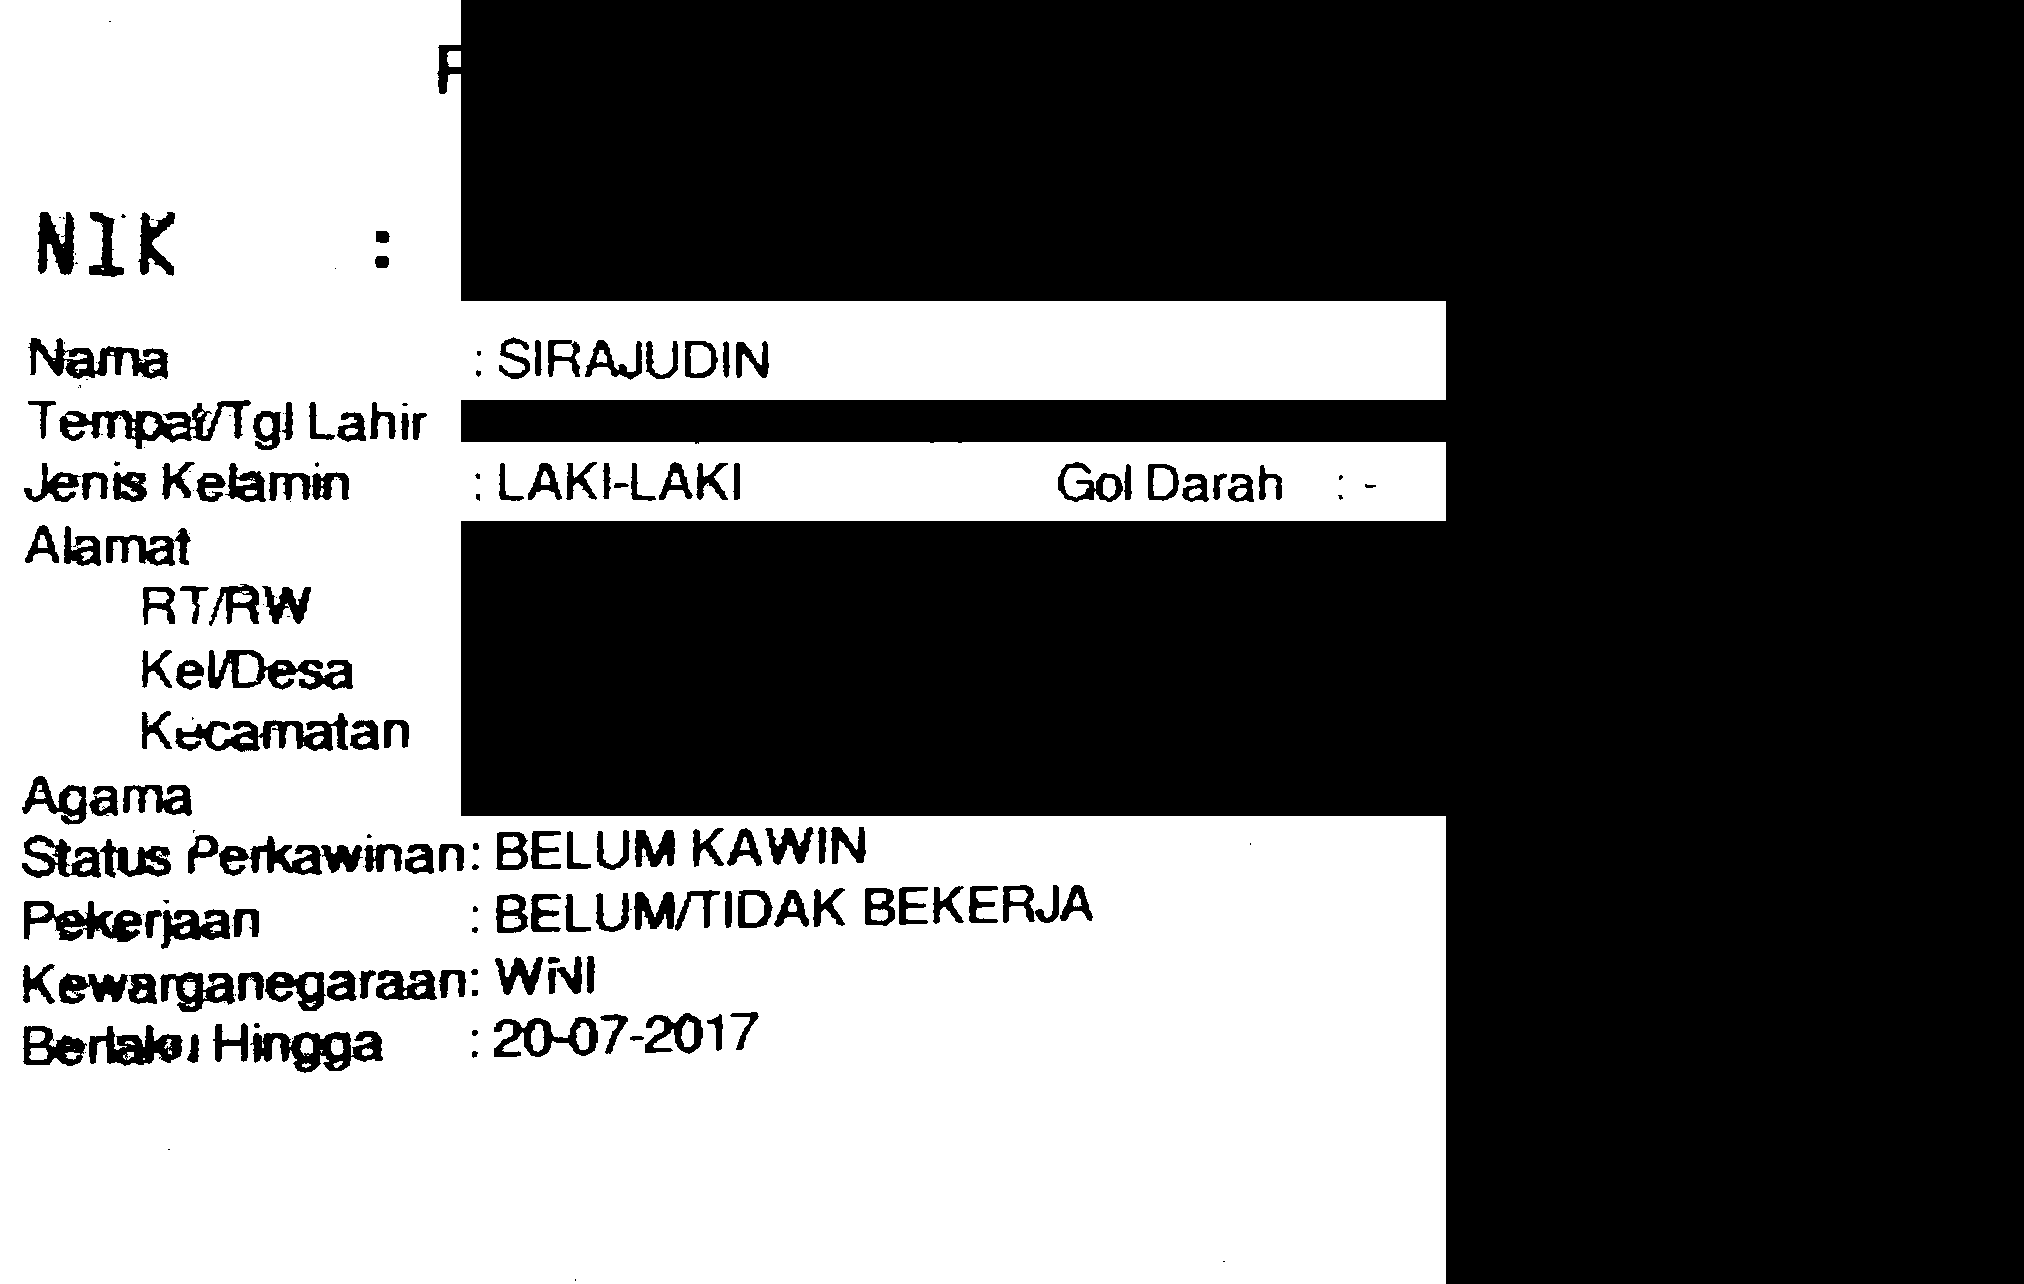 NIK :
Nama : SIRAJUDIN
Tempat/Tgl Lahir
Jenis Kelamin : LAKI-LAKI Gol Darah : -
Alamat
RT/RW
Kel/Desa
Kecamatan
Agama
Status Perkawinan: BELUM KAWIN
Pekerjaan : BELUM/TIDAK BEKERJA
Kewarganegaraan: WNI
Berlaku Hingga : 20-07-2017